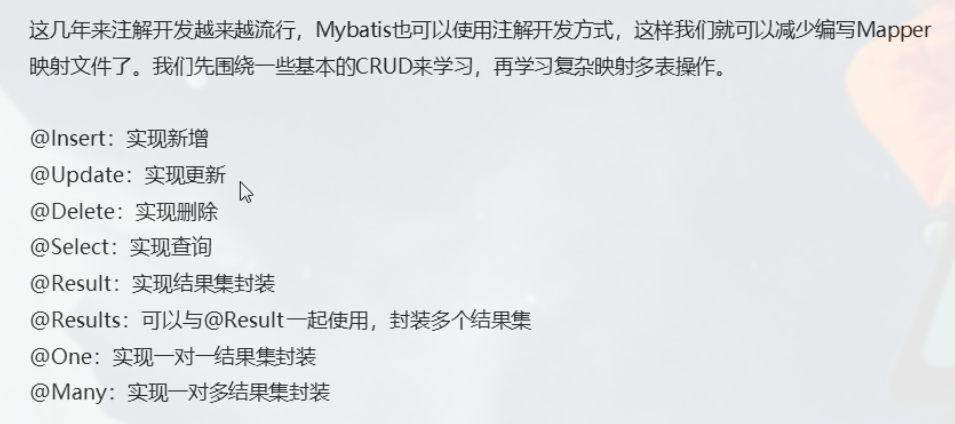 这几年来注解开发越来越流行，Mybatis也可以使用注解开发方式，这样我们就可以减少编写Mapper
映射文件了。我们先围绕一些基本的CRUD来学习，再学习复杂映射多表操作。
@Insert：实现新增
@Update：实现更新
@Delete：实现删除
@Select：实现查询
@Result：实现结果集封装
@Results：可以与@Result一起使用，封装多个结果集
@One：实现一对一结果集封装
@Many：实现一对多结果集封装